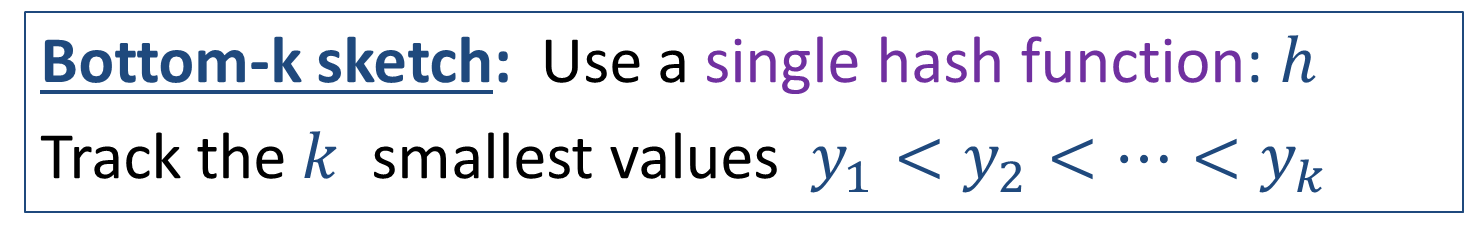 Bottom-k sketch: Use a single hash function: ℎ
Track the 𝑘 smallest values 𝑦₁ < 𝑦₂ < ⋯ < 𝑦ₖ